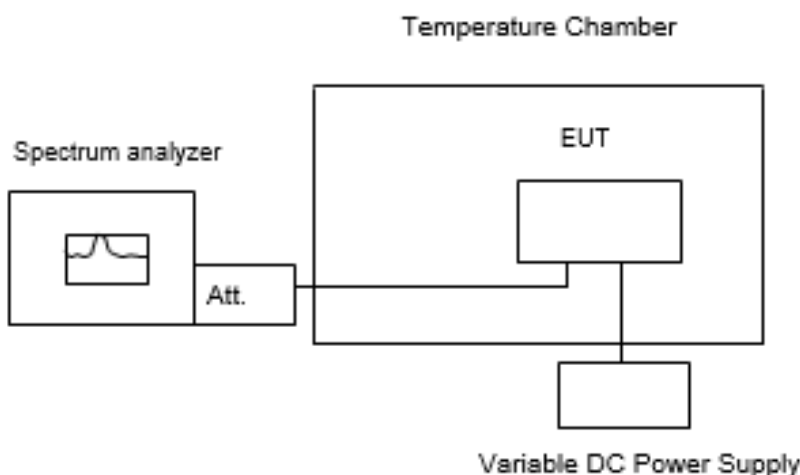 Temperature Chamber
EUT
Spectrum analyzer
Att.
Variable DC Power Supply